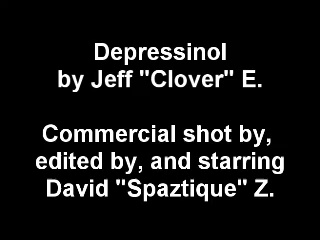 Depressinol
by Jeff "Clover" E.
Commercial shot by,
edited by, and starring
David "Spaztique" Z.